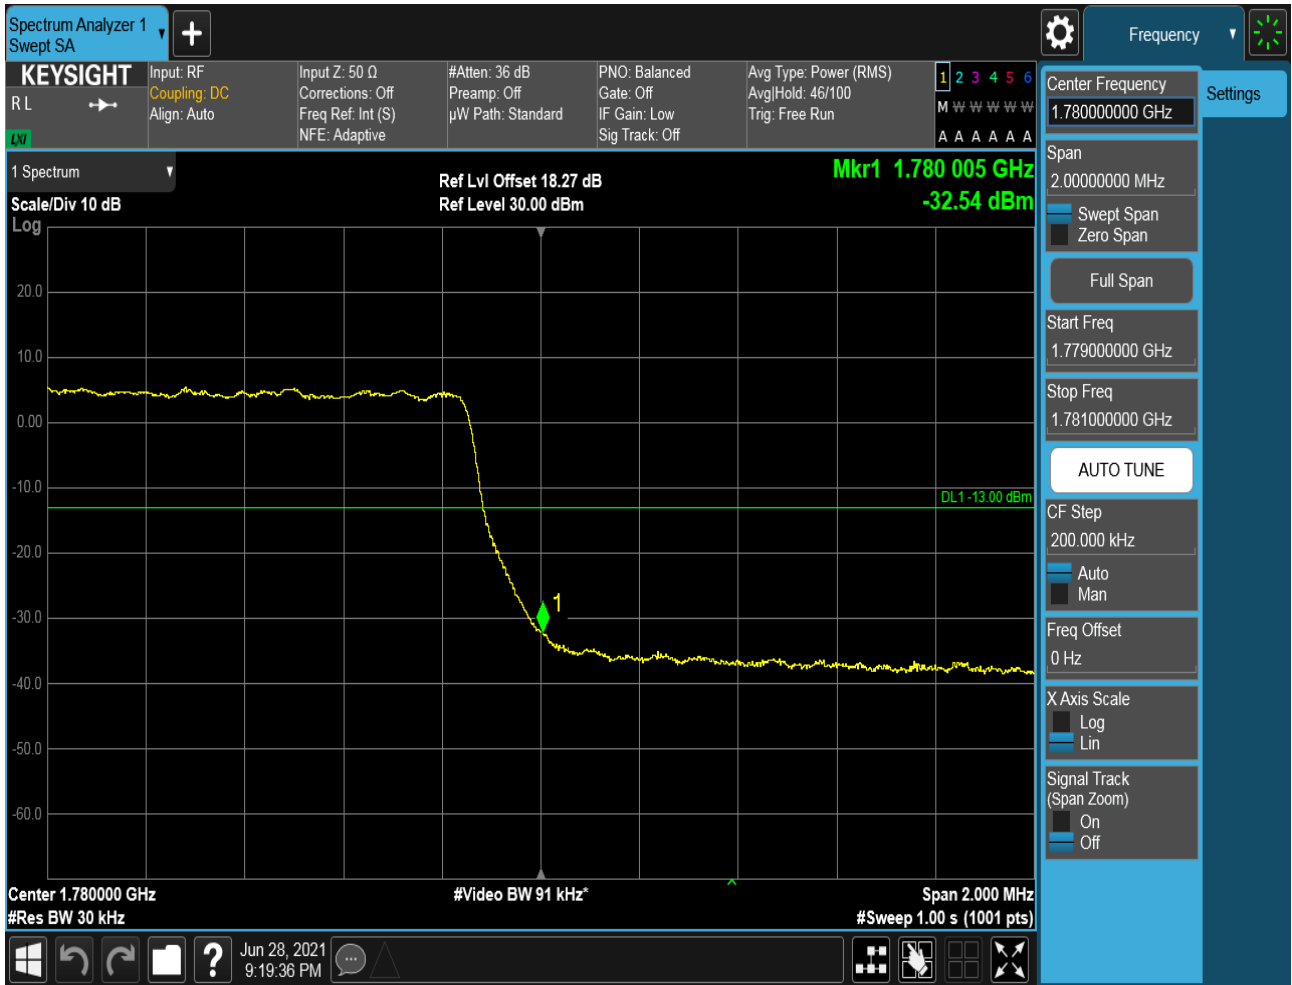 Spectrum Analyzer 1
Swept SA
Frequency
KEYSIGHT
R L
LXI
Input: RF
Coupling: DC
Align: Auto
Input Z: 50 Ω
Corrections: Off
Freq Ref: Int (S)
NFE: Adaptive
#Atten: 36 dB
Preamp: Off
µW Path: Standard
PNO: Balanced
Gate: Off
IF Gain: Low
Sig Track: Off
Avg Type: Power (RMS)
Avg|Hold: 46/100
Trig: Free Run
1 2 3 4 5 6
M W W W W W
A A A A A A
1 Spectrum
Scale/Div 10 dB
Log
Ref Lvl Offset 18.27 dB
Ref Level 30.00 dBm
Mkr1 1.780 005 GHz
-32.54 dBm
20.0
10.0
0.00
-10.0
-20.0
-30.0
-40.0
-50.0
-60.0
DL1 -13.00 dBm
1
Center 1.780000 GHz
#Res BW 30 kHz
#Video BW 91 kHz*
Span 2.000 MHz
#Sweep 1.00 s (1001 pts)
Jun 28, 2021
9:19:36 PM
Center Frequency
1.780000000 GHz
Settings
Span
2.00000000 MHz
Swept Span
Zero Span
Full Span
Start Freq
1.779000000 GHz
Stop Freq
1.781000000 GHz
AUTO TUNE
CF Step
200.000 kHz
Auto
Man
Freq Offset
0 Hz
X Axis Scale
Log
Lin
Signal Track
(Span Zoom)
On
Off